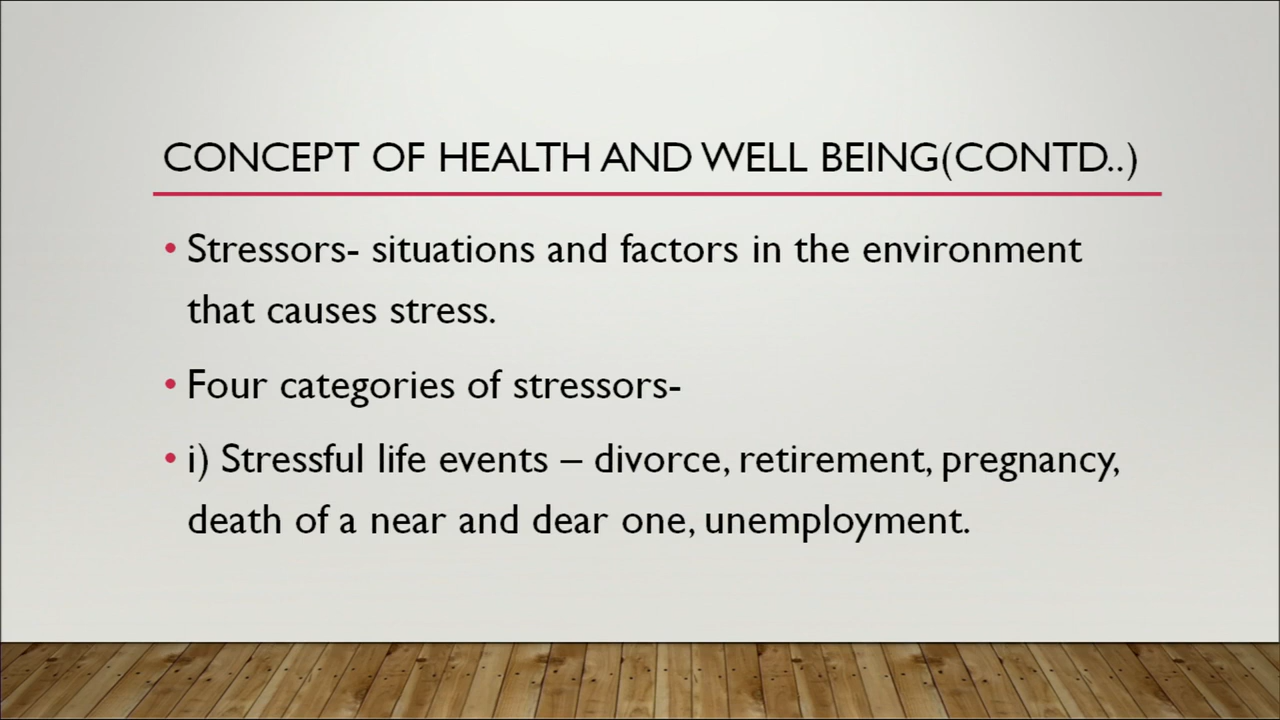 CONCEPT OF HEALTH AND WELL BEING(CONTD..)
• Stressors- situations and factors in the environment
that causes stress.
• Four categories of stressors-
• i) Stressful life events – divorce, retirement, pregnancy,
death of a near and dear one, unemployment.